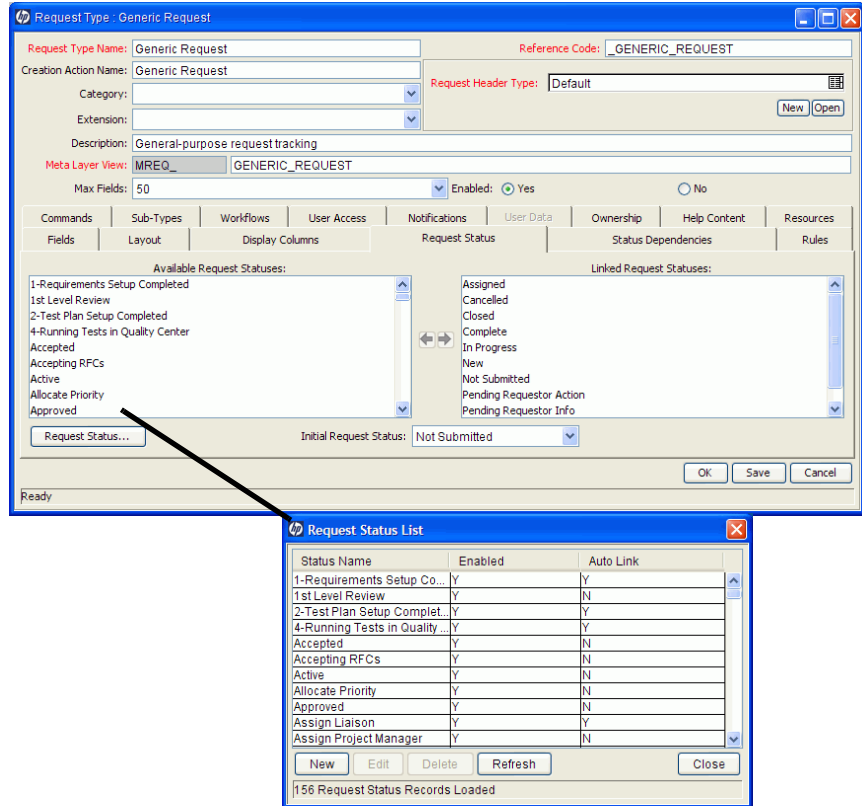 hp Request Type : Generic Request
Request Type Name: Generic Request Reference Code: _GENERIC_REQUEST
Creation Action Name: Generic Request
Request Header Type: Default
Category:
New Open
Extension:
Description: General-purpose request tracking
Meta Layer View: MREQ_ GENERIC_REQUEST
Max Fields: 50 Enabled: Yes No
Commands Sub-Types Workflows User Access Notifications User Data Ownership Help Content Resources
Fields Layout Display Columns Request Status Status Dependencies Rules
Available Request Statuses:
1-Requirements Setup Completed
1st Level Review
2-Test Plan Setup Completed
4-Running Tests in Quality Center
Accepted
Accepting RFCs
Active
Allocate Priority
Approved
Linked Request Statuses:
Assigned
Cancelled
Closed
Complete
In Progress
New
Not Submitted
Pending Requestor Action
Pending Requestor Info
Request Status... Initial Request Status: Not Submitted
OK Save Cancel
Ready
hp Request Status List
Status Name Enabled Auto Link
1-Requirements Setup Co... Y Y
1st Level Review Y N
2-Test Plan Setup Complet... Y Y
4-Running Tests in Quality ... Y Y
Accepted Y N
Accepting RFCs Y N
Active Y N
Allocate Priority Y N
Approved Y N
Assign Liaison Y Y
Assign Project Manager Y N
New Edit Delete Refresh Close
156 Request Status Records Loaded